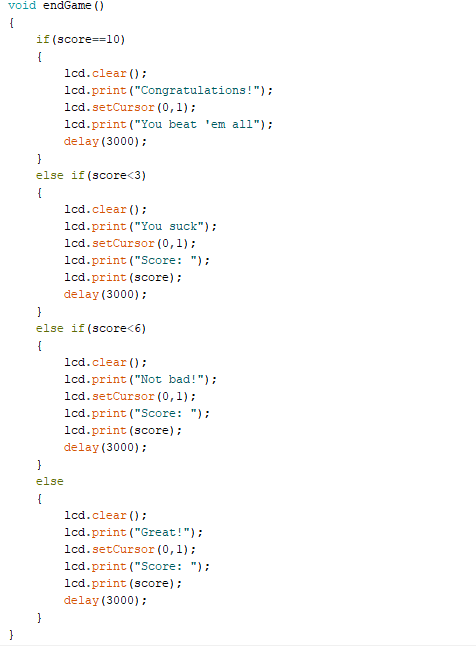 void endGame()
{
    if(score==10)
    {
        lcd.clear();
        lcd.print("Congratulations!");
        lcd.setCursor(0,1);
        lcd.print("You beat 'em all");
        delay(3000);
    }
    else if(score<3)
    {
        lcd.clear();
        lcd.print("You suck");
        lcd.setCursor(0,1);
        lcd.print("Score: ");
        lcd.print(score);
        delay(3000);
    }
    else if(score<6)
    {
        lcd.clear();
        lcd.print("Not bad!");
        lcd.setCursor(0,1);
        lcd.print("Score: ");
        lcd.print(score);
        delay(3000);
    }
    else
    {
        lcd.clear();
        lcd.print("Great!");
        lcd.setCursor(0,1);
        lcd.print("Score: ");
        lcd.print(score);
        delay(3000);
    }
}